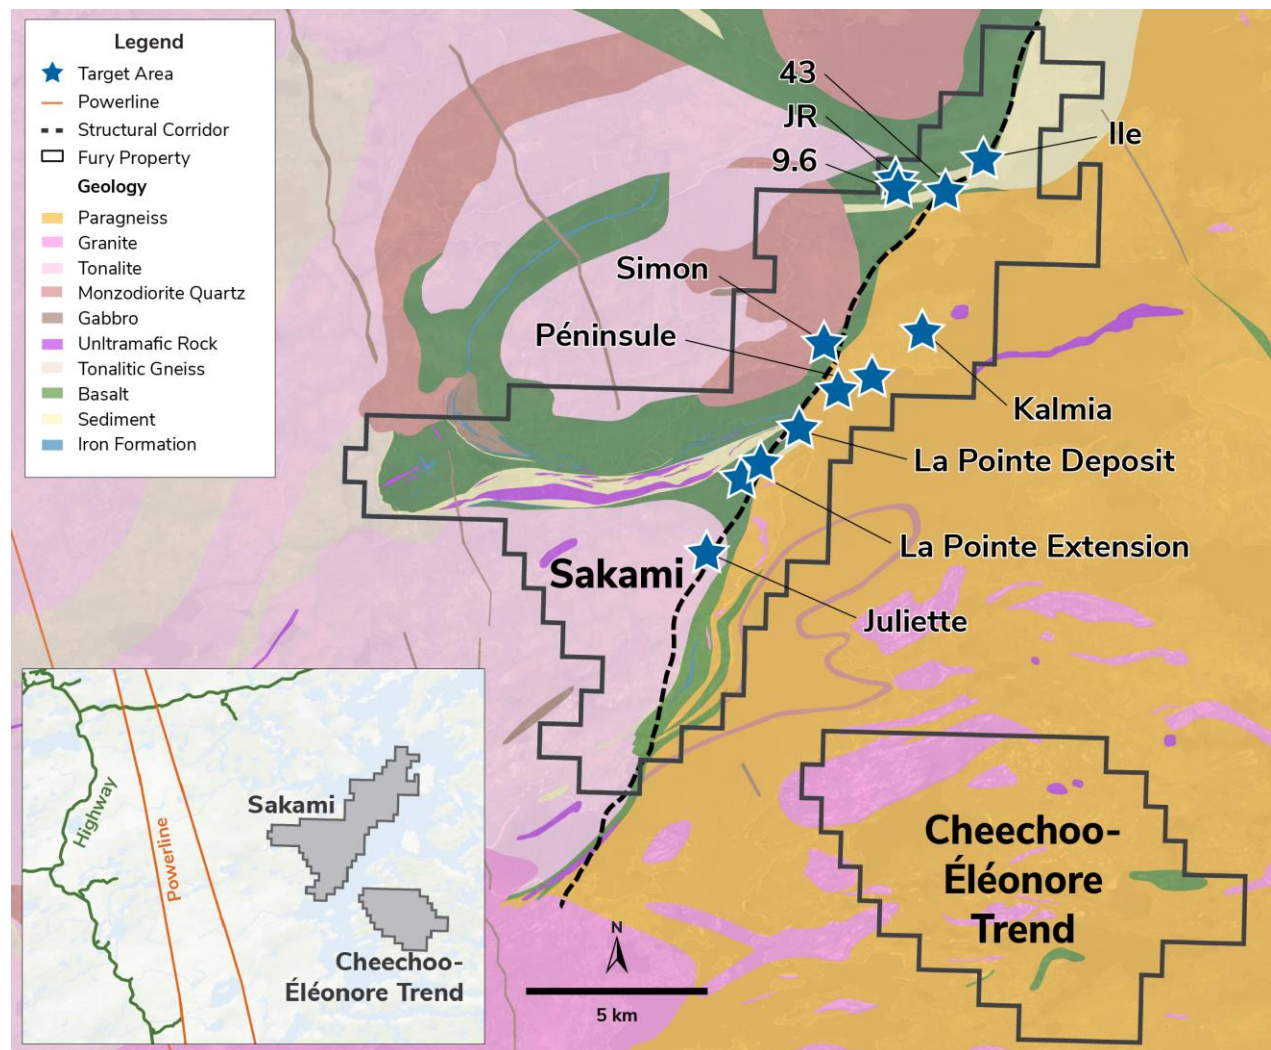 Legend
Target Area
Powerline
Structural Corridor
Fury Property
Geology
Paragneiss
Granite
Tonalite
Monzodiorite Quartz
Gabbro
Unltramafic Rock
Tonalitic Gneiss
Basalt
Sediment
Iron Formation
43
JR
9.6
Ile
Simon
Péninsule
Kalmia
La Pointe Deposit
La Pointe Extension
Sakami
Juliette
Cheechoo-
Éléonore
Trend
N
5 km
Highway
Powerline
Sakami
Cheechoo-
Éléonore Trend